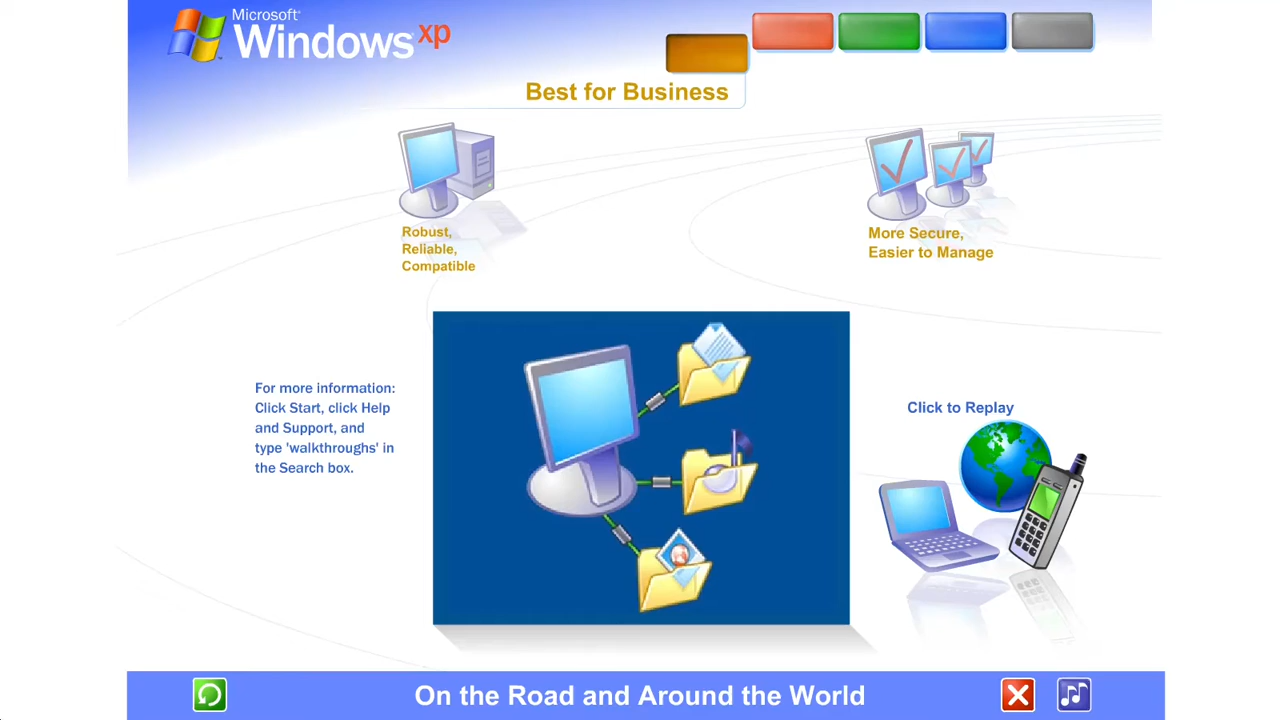 Microsoft®
Windows xp
Best for Business
Robust,
Reliable,
Compatible
More Secure,
Easier to Manage
For more information:
Click Start, click Help
and Support, and
type 'walkthroughs' in
the Search box.
Click to Replay
On the Road and Around the World